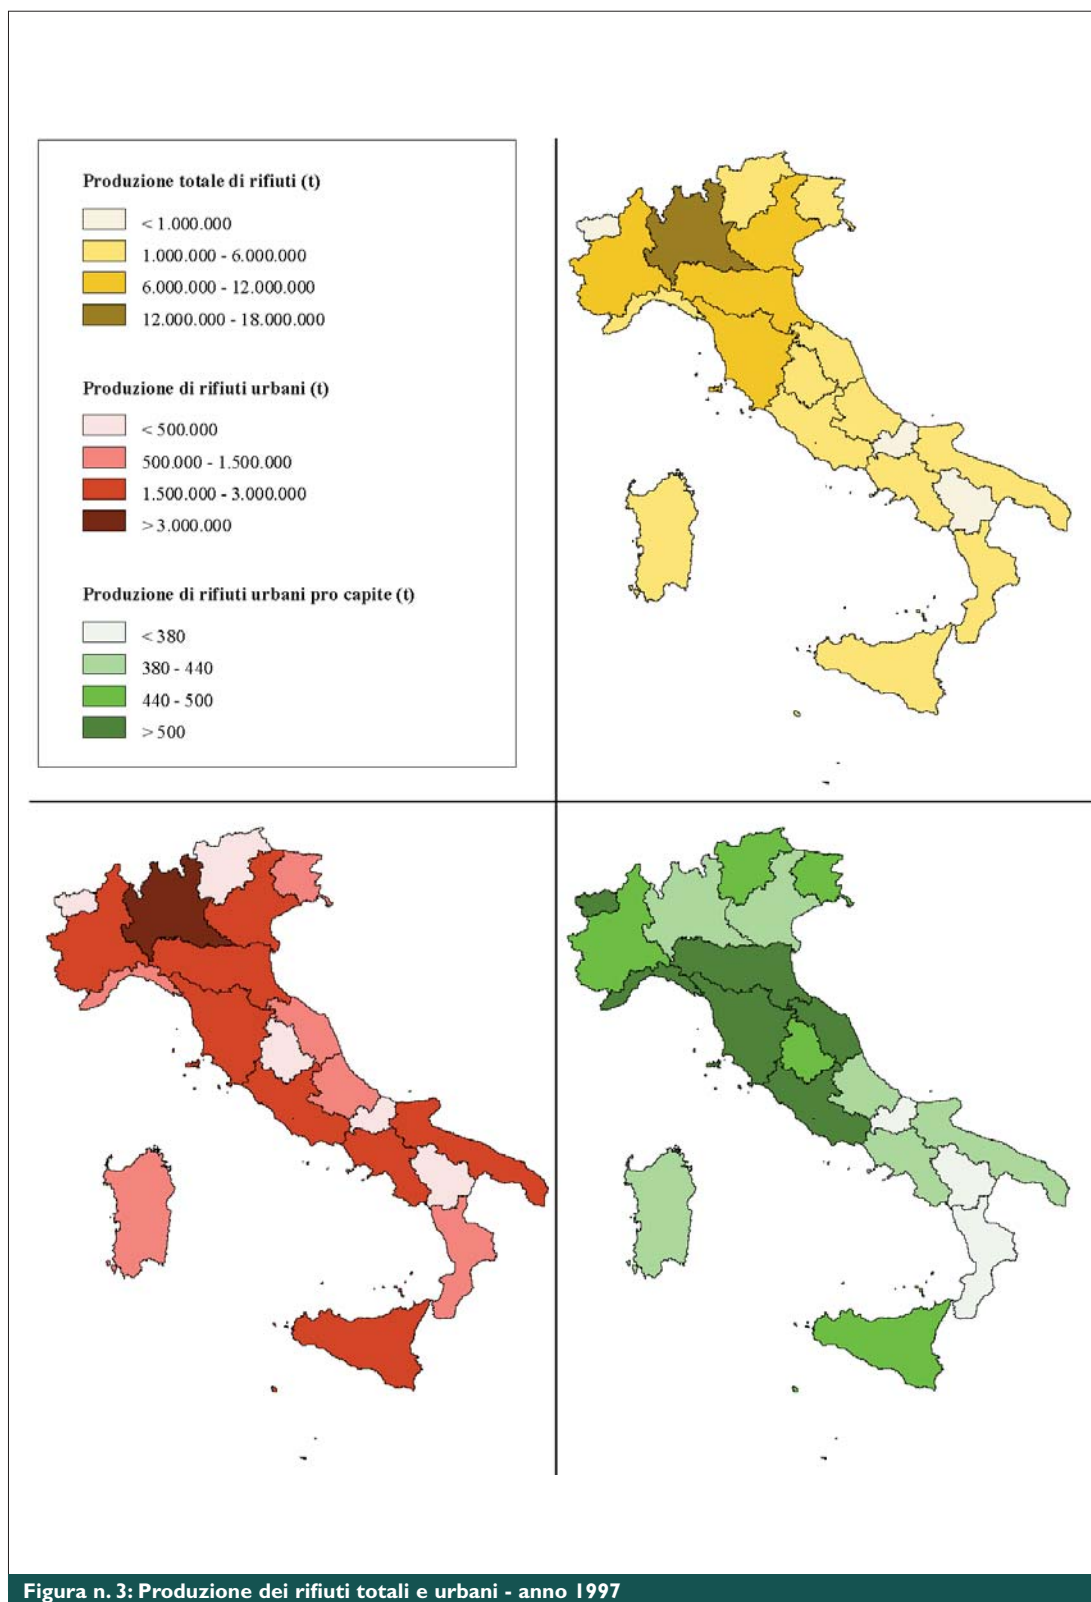 Produzione totale di rifiuti (t)
< 1.000.000
1.000.000 - 6.000.000
6.000.000 - 12.000.000
12.000.000 - 18.000.000
Produzione di rifiuti urbani (t)
< 500.000
500.000 - 1.500.000
1.500.000 - 3.000.000
> 3.000.000
Produzione di rifiuti urbani pro capite (t)
< 380
380 - 440
440 - 500
> 500
Figura n. 3: Produzione dei rifiuti totali e urbani - anno 1997